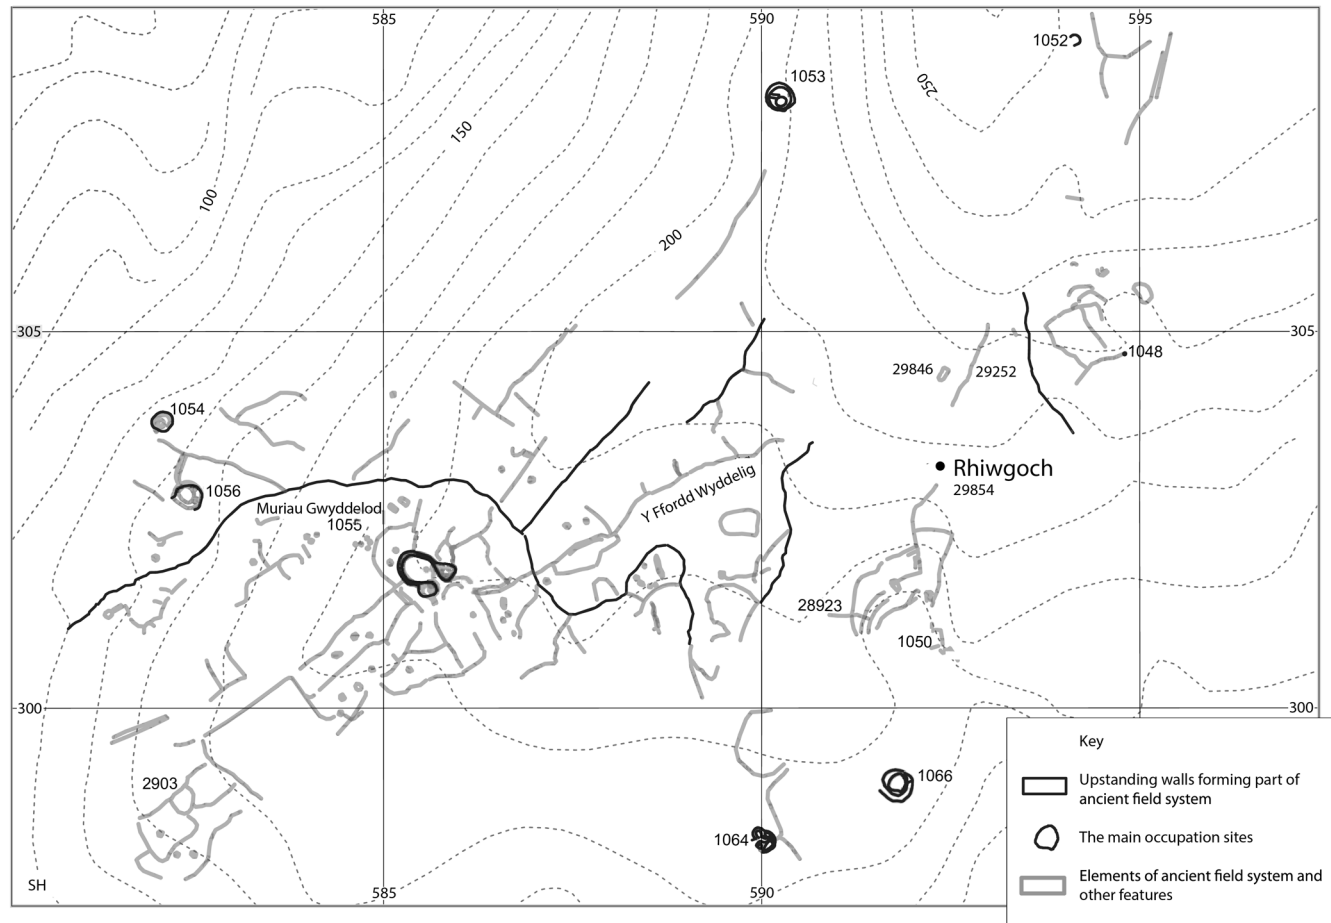 585
590
595
1052
1053
250
150
100
200
305
305
1048
29846
29252
1054
Rhiwgoch
29854
1056
Muriau Gwyddelod
1055
Y Ffordd Wyddelig
28923
1050
300
300
2903
1066
1064
SH
585
590
Key
Upstanding walls forming part of
ancient field system
The main occupation sites
Elements of ancient field system and
other features